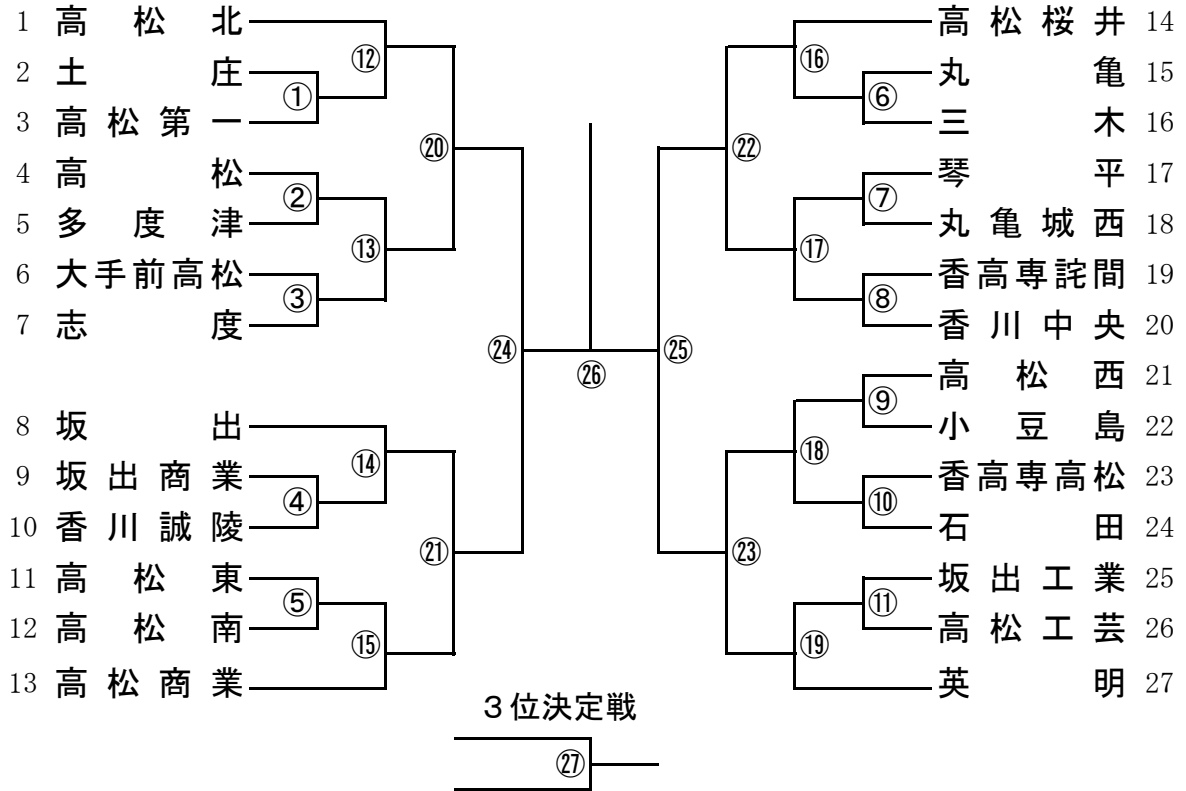 1 高松北
2 土庄
3 高松第一
4 高松
5 多度津
6 大手前高松
7 志度
8 坂出
9 坂出商業
10 香川誠陵
11 高松東
12 高松南
13 高松商業
⑫
①
②
⑬
③
⑭
④
⑤
⑮
⑳
㉑
㉔
㉖
㉕
㉒
㉓
⑯
⑥
⑦
⑰
⑧
⑨
⑱
⑩
⑪
⑲
高松桜井 14
丸亀 15
三木 16
琴平 17
丸亀城西 18
香高専詫間 19
香川中央 20
高松西 21
小豆島 22
香高専高松 23
石田 24
坂出工業 25
高松工芸 26
英明 27
３位決定戦
㉗